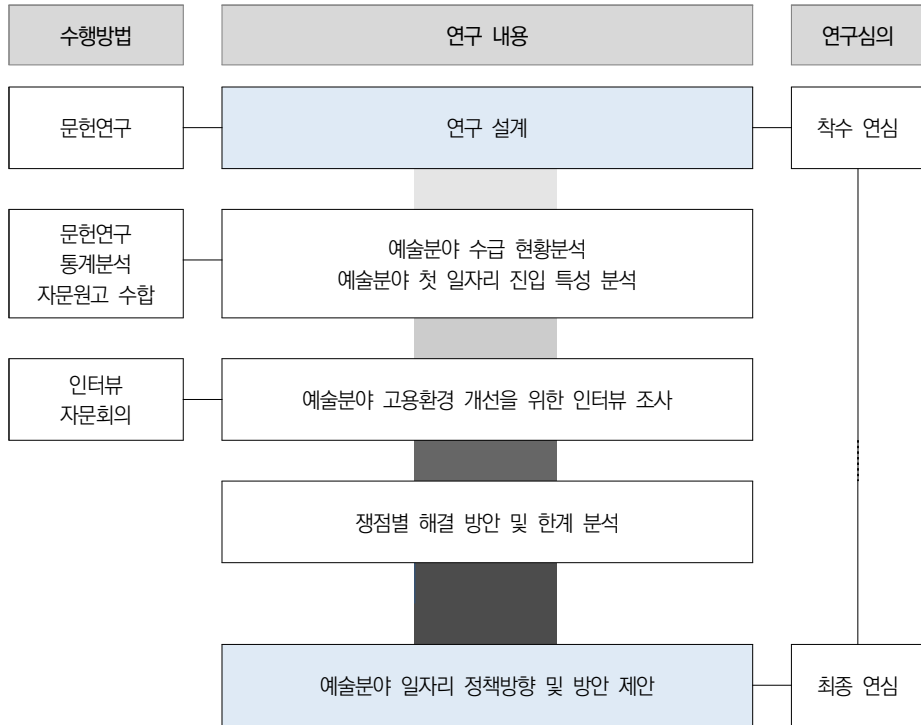 수행방법
연구 내용
연구심의
문헌연구
연구 설계
착수 연심
문헌연구
통계분석
자문원고 수합
예술분야 수급 현황분석
예술분야 첫 일자리 진입 특성 분석
인터뷰
자문회의
예술분야 고용환경 개선을 위한 인터뷰 조사
쟁점별 해결 방안 및 한계 분석
예술분야 일자리 정책방향 및 방안 제안
최종 연심